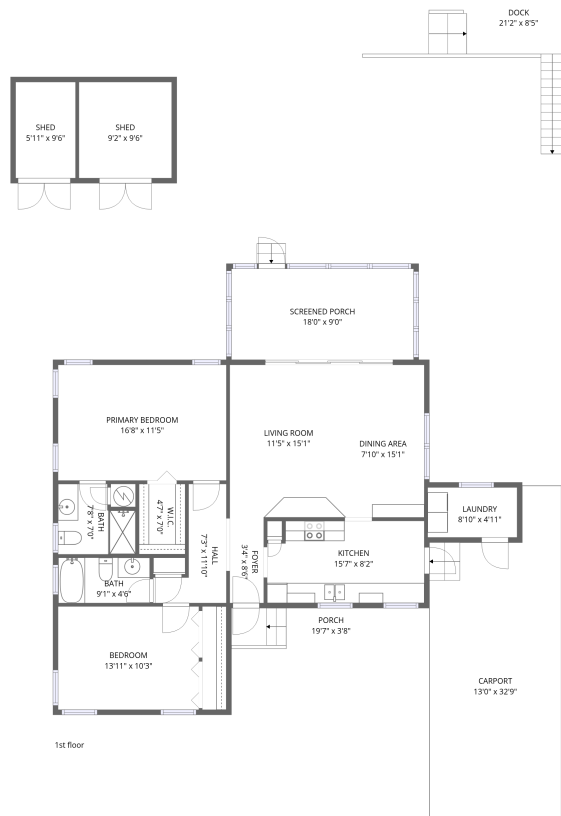 DOCK
21'2" x 8'5"
SHED
5'11" x 9'6"
SHED
9'2" x 9'6"
SCREENED PORCH
18'0" x 9'0"
PRIMARY BEDROOM
16'8" x 11'5"
LIVING ROOM
11'5" x 15'1"
DINING AREA
7'10" x 15'1"
BATH
7'8" x 7'0"
W.I.C.
4'7" x 7'0"
LAUNDRY
8'10" x 4'11"
HALL
7'3" x 11'10"
FOYER
3'4" x 8'6"
KITCHEN
15'7" x 8'2"
BATH
9'1" x 4'6"
PORCH
19'7" x 3'8"
BEDROOM
13'11" x 10'3"
CARPORT
13'0" x 32'9"
1st floor